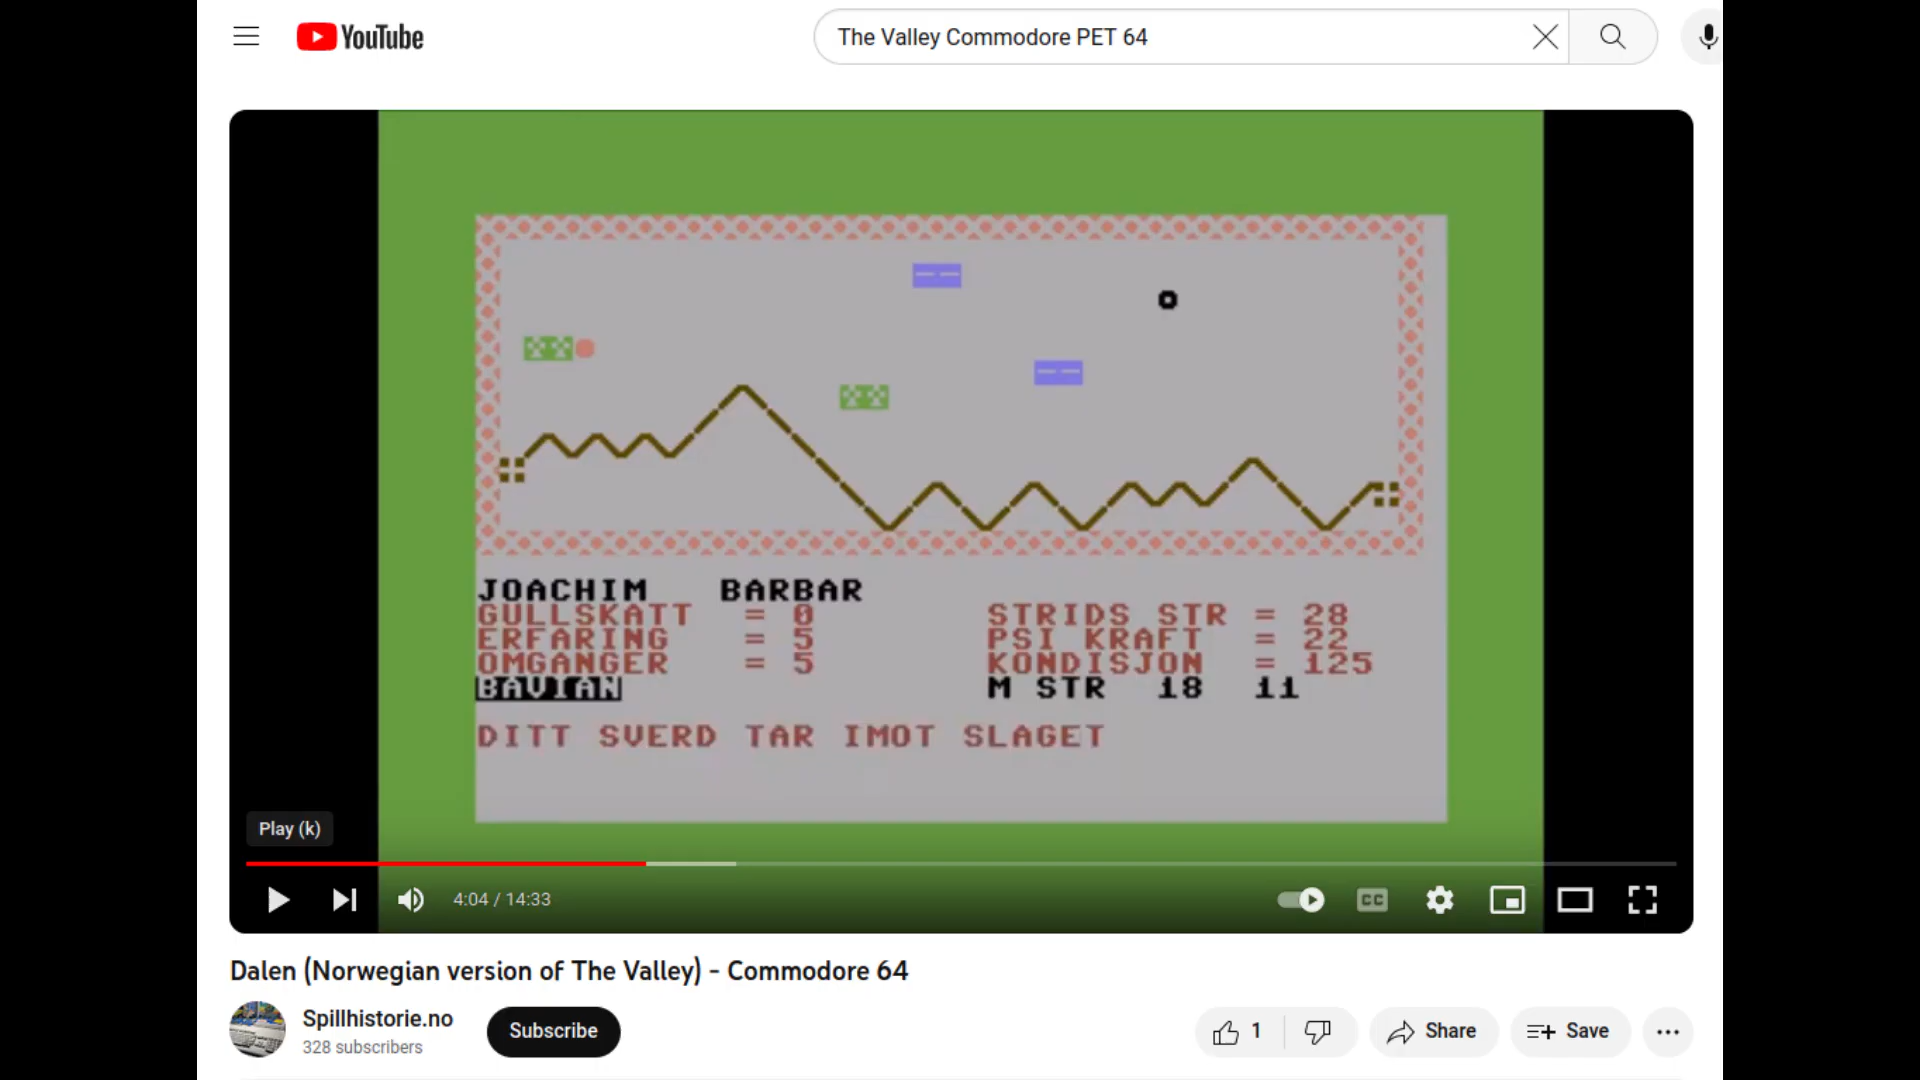 YouTube
The Valley Commodore PET 64
JOACHIM BARBAR
GULLSKATT = 0 STRIDS STR = 28
ERFARING = 5 PSI KRAFT = 22
OMGANGER = 5 KONDISJON = 125
BAVIAN M STR 18 11
DITT SVERD TAR IMOT SLAGET
Play (k)
4:04 / 14:33
CC
Dalen (Norwegian version of The Valley) - Commodore 64
Spillhistorie.no
328 subscribers
Subscribe
1
Share
Save